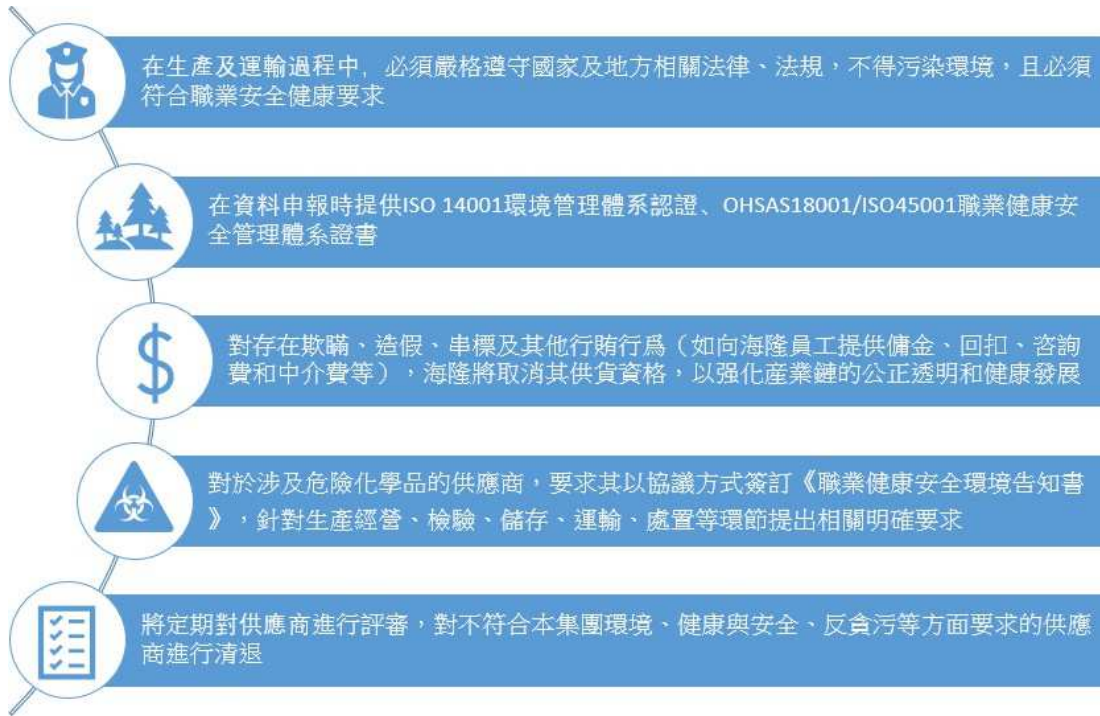 在生產及運輸過程中，必須嚴格遵守國家及地方相關法律、法規，不得污染環境，且必須
符合職業安全健康要求
在資料申報時提供ISO 14001環境管理體系認證、OHSAS18001/ISO45001職業健康安
全管理體系證書
$
對存在欺瞞、造假、串標及其他行賄行爲（如向海隆員工提供傭金、回扣、咨詢
費和中介費等），海隆將取消其供貨資格，以强化産業鏈的公正透明和健康發展
對於涉及危險化學品的供應商，要求其以協議方式簽訂《職業健康安全環境告知書
》，針對生產經營、檢驗、儲存、運輸、處置等環節提出相關明確要求
將定期對供應商進行評審，對不符合本集團環境、健康與安全、反貪污等方面要求的供應
商進行清退